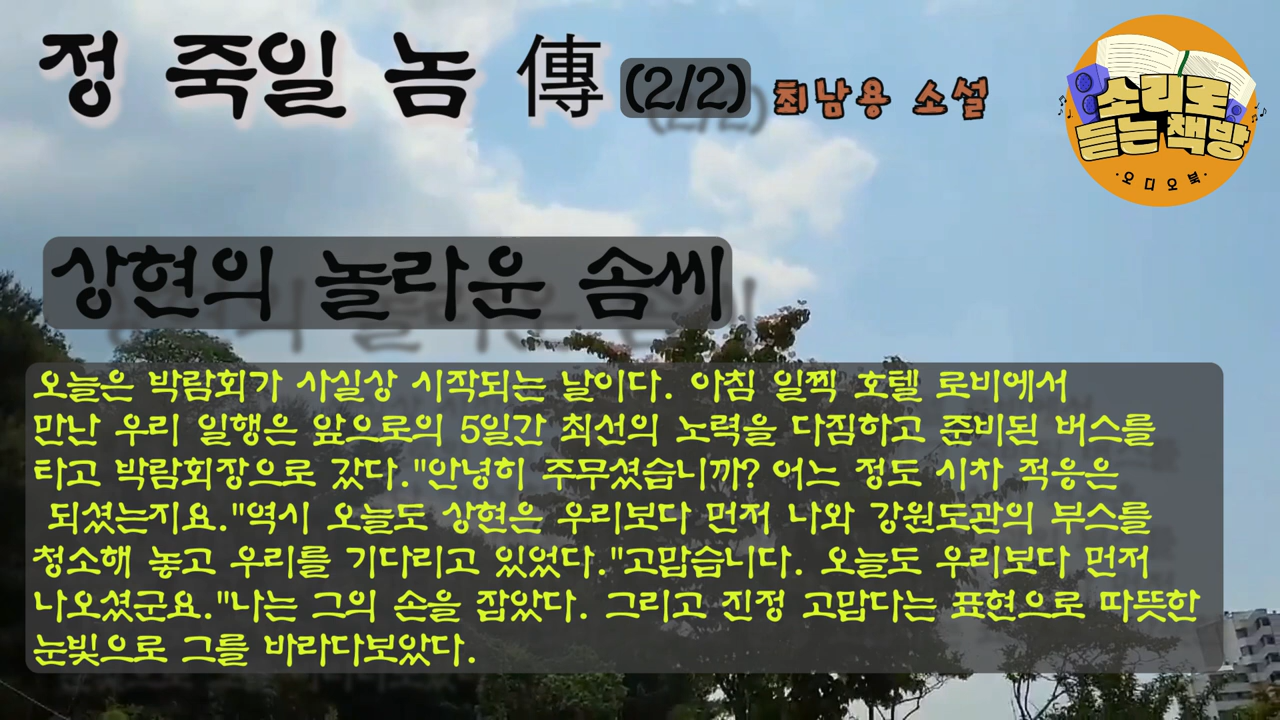 정 죽일 놈 傳 (2/2) 최남용 소설
소리로
듣는 책방
·오디오북·
상현의 놀라운 솜씨
오늘은 박람회가 사실상 시작되는 날이다. 아침 일찍 호텔 로비에서
만난 우리 일행은 앞으로의 5일간 최선의 노력을 다짐하고 준비된 버스를
타고 박람회장으로 갔다."안녕히 주무셨습니까? 어느 정도 시차 적응은
되셨는지요."역시 오늘도 상현은 우리보다 먼저 나와 강원도관의 부스를
청소해 놓고 우리를 기다리고 있었다."고맙습니다. 오늘도 우리보다 먼저
나오셨군요."나는 그의 손을 잡았다. 그리고 진정 고맙다는 표현으로 따뜻한
눈빛으로 그를 바라다보았다.